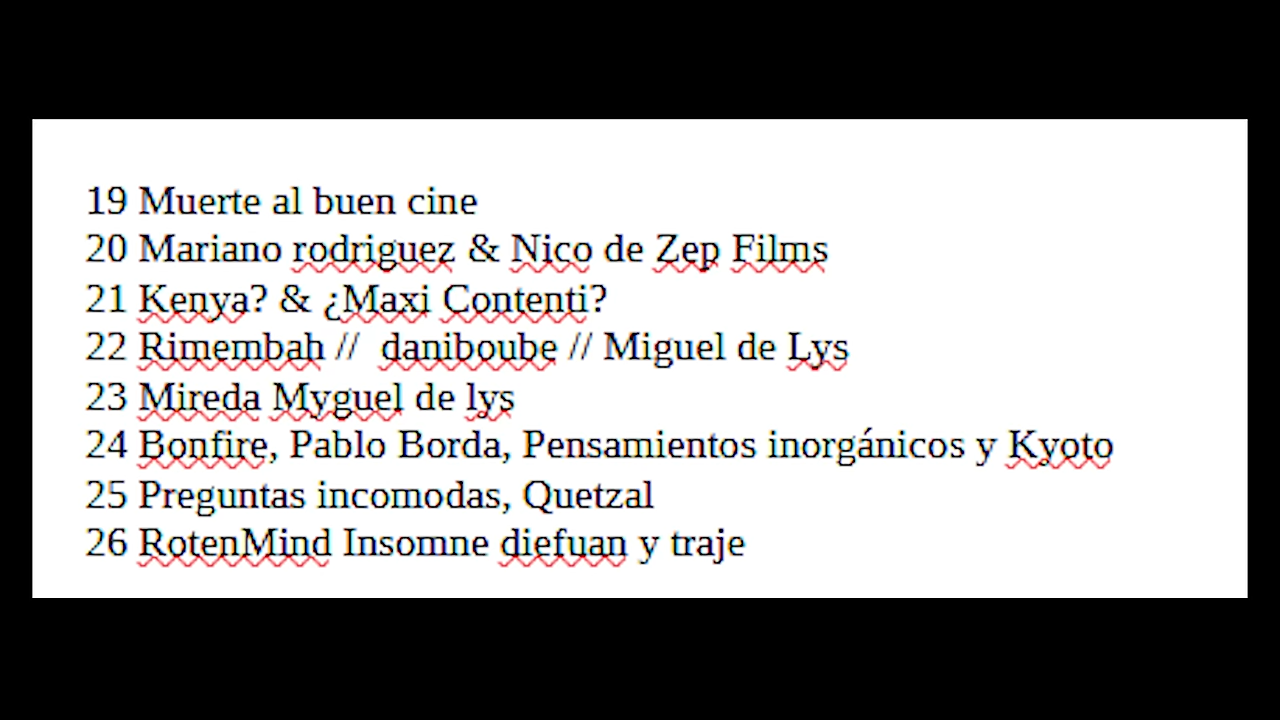 19 Muerte al buen cine
20 Mariano rodriguez & Nico de Zep Films
21 Kenya? & ¿Maxi Contenti?
22 Rimembah //  daniboube // Miguel de Lys
23 Mireda Myguel de lys
24 Bonfire, Pablo Borda, Pensamientos inorgánicos y Kyoto
25 Preguntas incomodas, Quetzal
26 RotenMind Insomne diefuan y traje